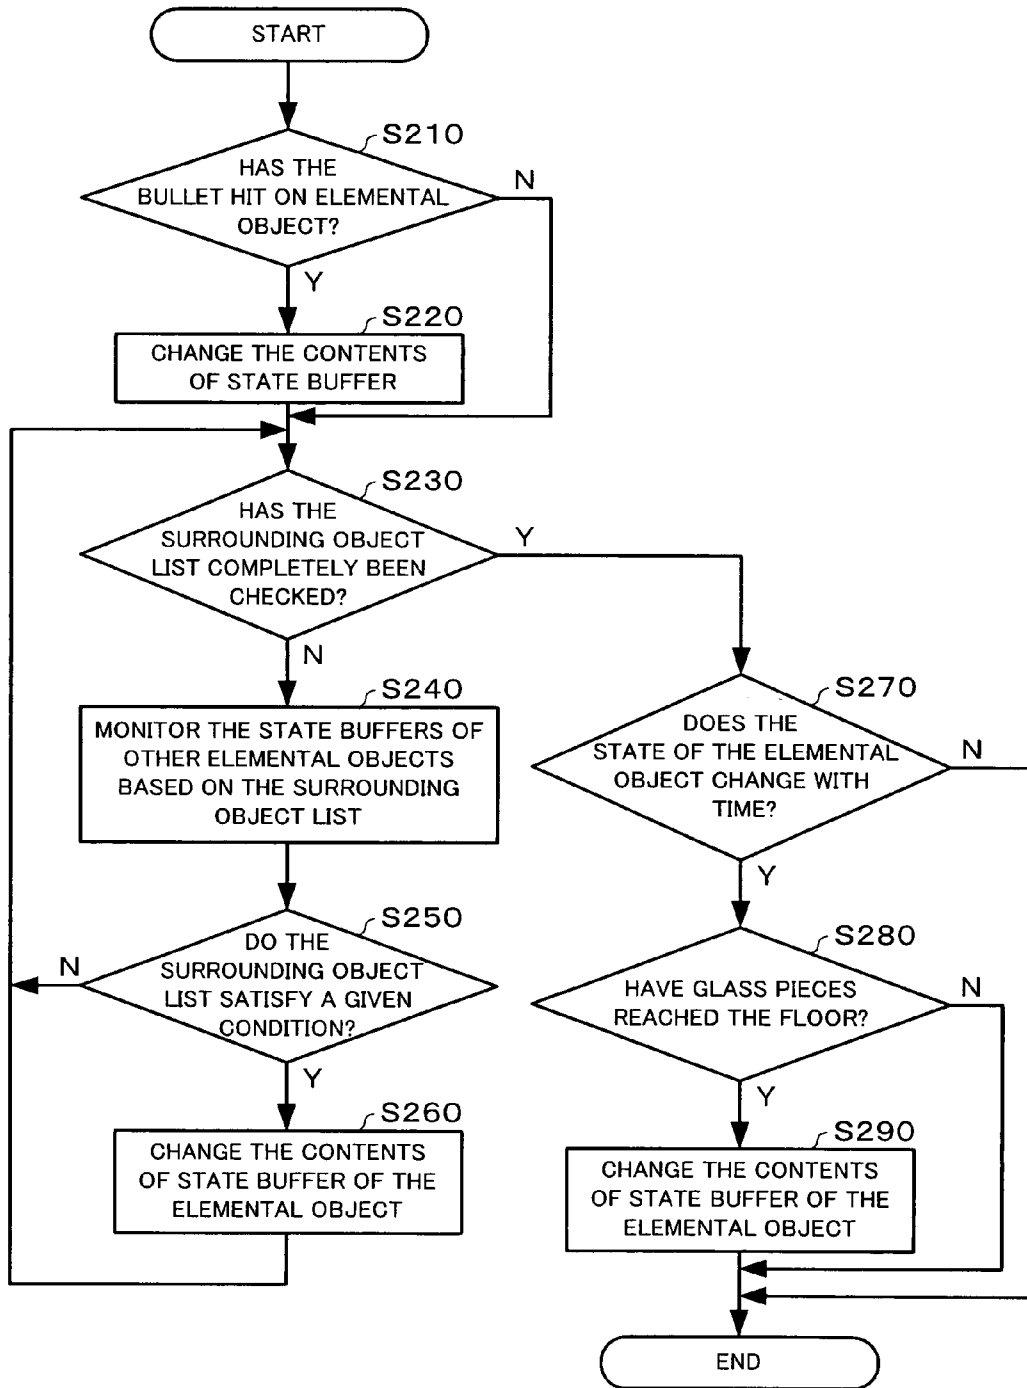 START
S210
HAS THE
BULLET HIT ON ELEMENTAL
OBJECT?
N
Y
S220
CHANGE THE CONTENTS
OF STATE BUFFER
S230
HAS THE
SURROUNDING OBJECT
LIST COMPLETELY BEEN
CHECKED?
Y
N
S240
MONITOR THE STATE BUFFERS OF
OTHER ELEMENTAL OBJECTS
BASED ON THE SURROUNDING
OBJECT LIST
S250
DO THE
SURROUNDING OBJECT
LIST SATISFY A GIVEN
CONDITION?
N
Y
S260
CHANGE THE CONTENTS
OF STATE BUFFER OF THE
ELEMENTAL OBJECT
S270
DOES THE
STATE OF THE ELEMENTAL
OBJECT CHANGE WITH
TIME?
N
Y
S280
HAVE GLASS PIECES
REACHED THE FLOOR?
N
Y
S290
CHANGE THE CONTENTS
OF STATE BUFFER OF THE
ELEMENTAL OBJECT
END